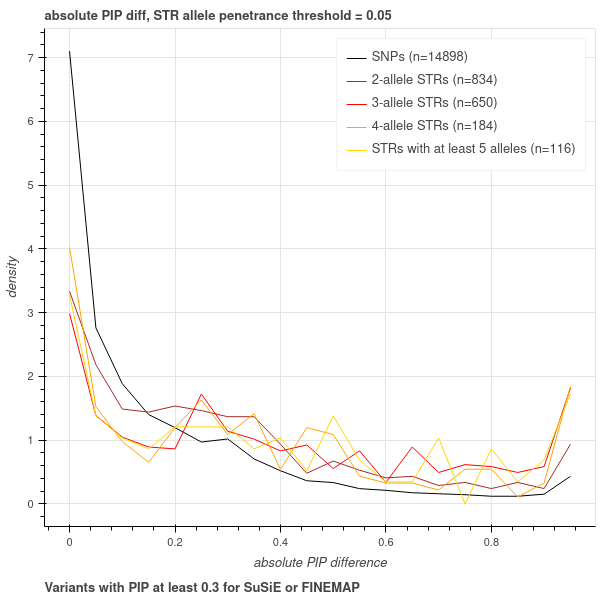 absolute PIP diff, STR allele penetrance threshold = 0.05
SNPs (n=14898)
2-allele STRs (n=834)
3-allele STRs (n=650)
4-allele STRs (n=184)
STRs with at least 5 alleles (n=116)
density
7
6
5
4
3
2
1
0
0 0.2 0.4 0.6 0.8
absolute PIP difference
Variants with PIP at least 0.3 for SuSiE or FINEMAP